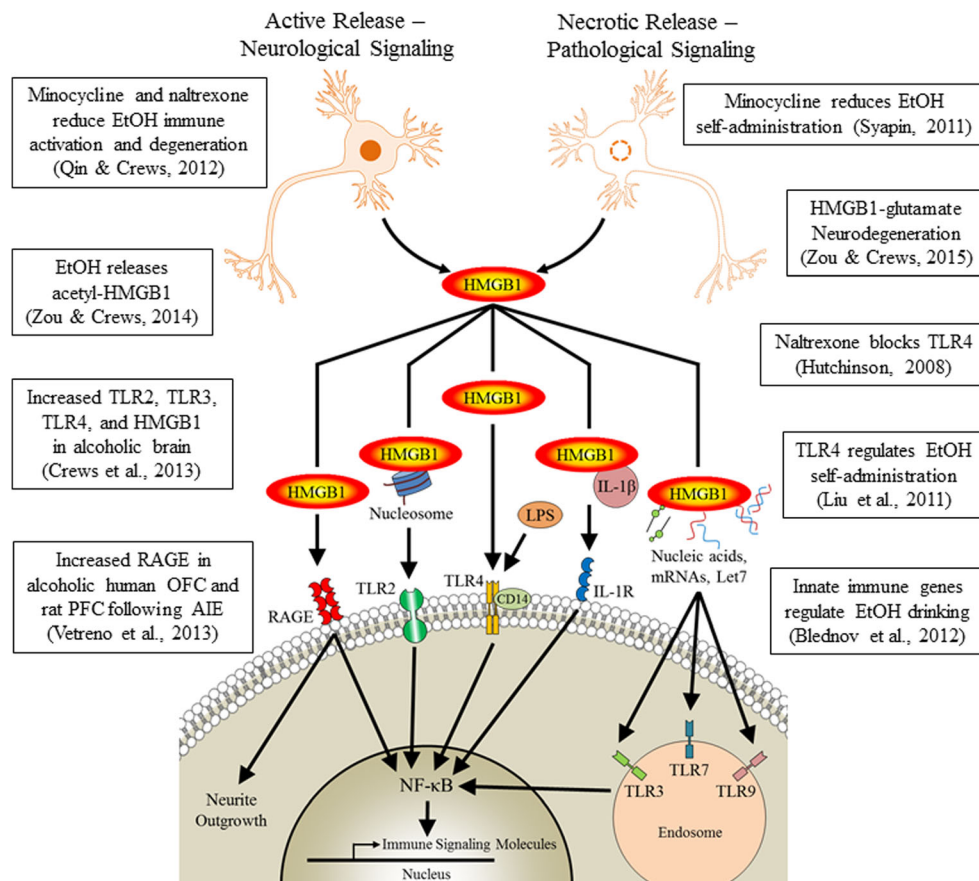 Active Release –
Neurological Signaling
Necrotic Release –
Pathological Signaling
Minocycline and naltrexone
reduce EtOH immune
activation and degeneration
(Qin & Crews, 2012)
Minocycline reduces EtOH
self-administration (Syapin, 2011)
HMGB1-glutamate
Neurodegeneration
(Zou & Crews, 2015)
EtOH releases
acetyl-HMGB1
(Zou & Crews, 2014)
HMGB1
Naltrexone blocks TLR4
(Hutchinson, 2008)
Increased TLR2, TLR3,
TLR4, and HMGB1
in alcoholic brain
(Crews et al., 2013)
HMGB1
HMGB1
HMGB1
HMGB1
HMGB1
TLR4 regulates EtOH
self-administration
(Liu et al., 2011)
Nucleosome
IL-1β
LPS
Nucleic acids,
mRNAs, Let7
Increased RAGE in
alcoholic human OFC and
rat PFC following AIE
(Vetreno et al., 2013)
Innate immune genes
regulate EtOH drinking
(Blednov et al., 2012)
RAGE
TLR2
TLR4
CD14
IL-1R
TLR7
TLR3
TLR9
Endosome
Neurite
Outgrowth
NF-κB
Immune Signaling Molecules
Nucleus